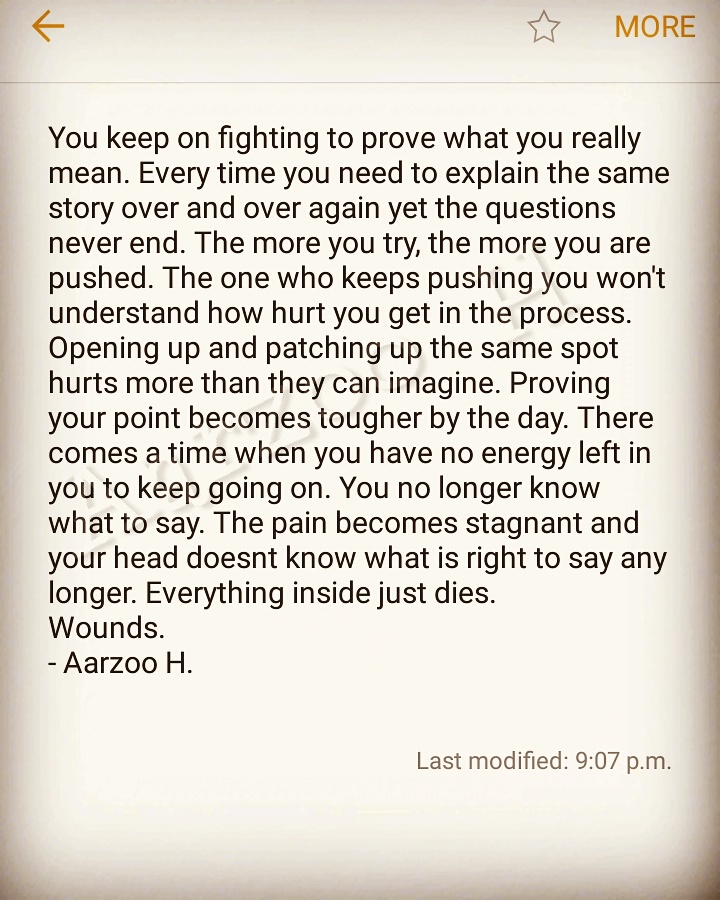 MORE
You keep on fighting to prove what you really
mean. Every time you need to explain the same
story over and over again yet the questions
never end. The more you try, the more you are
pushed. The one who keeps pushing you won't
understand how hurt you get in the process.
Opening up and patching up the same spot
hurts more than they can imagine. Proving
your point becomes tougher by the day. There
comes a time when you have no energy left in
you to keep going on. You no longer know
what to say. The pain becomes stagnant and
your head doesnt know what is right to say any
longer. Everything inside just dies.
Wounds.
- Aarzoo H.
Last modified: 9:07 p.m.
Aarzoo H